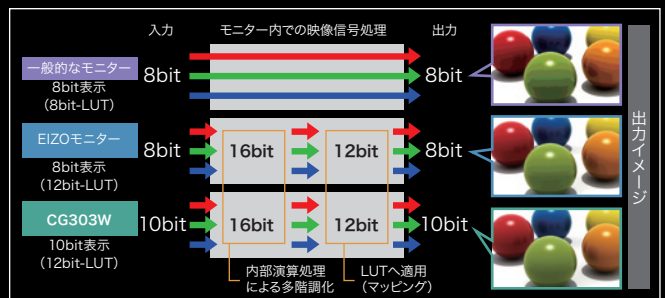 入力
モニター内での映像信号処理
出力
一般的なモニター
8bit表示
(8bit-LUT)
8bit
8bit
EIZOモニター
8bit表示
(12bit-LUT)
8bit
16bit
12bit
8bit
CG303W
10bit表示
(12bit-LUT)
10bit
16bit
12bit
10bit
内部演算処理
による多階調化
LUTへ適用
(マッピング)
出力イメージ